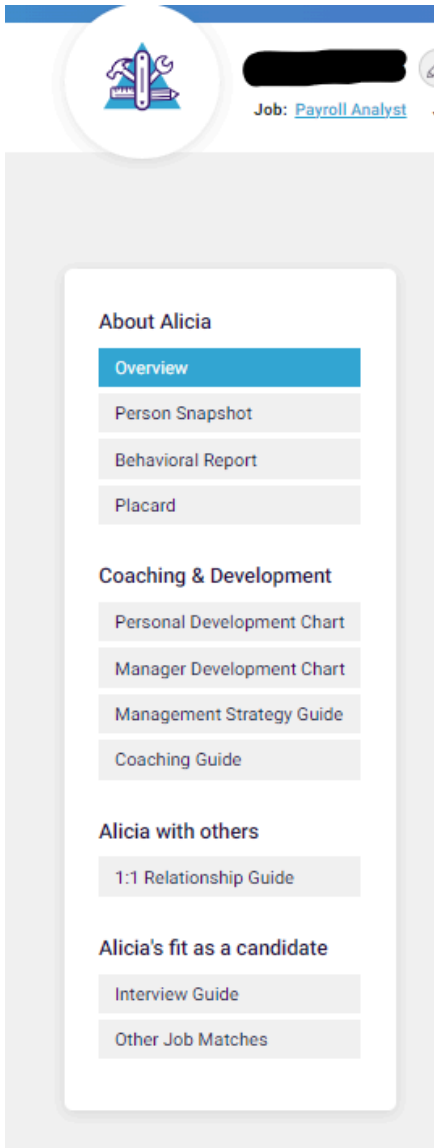 Job: Payroll Analyst
About Alicia
Overview
Person Snapshot
Behavioral Report
Placard
Coaching & Development
Personal Development Chart
Manager Development Chart
Management Strategy Guide
Coaching Guide
Alicia with others
1:1 Relationship Guide
Alicia's fit as a candidate
Interview Guide
Other Job Matches